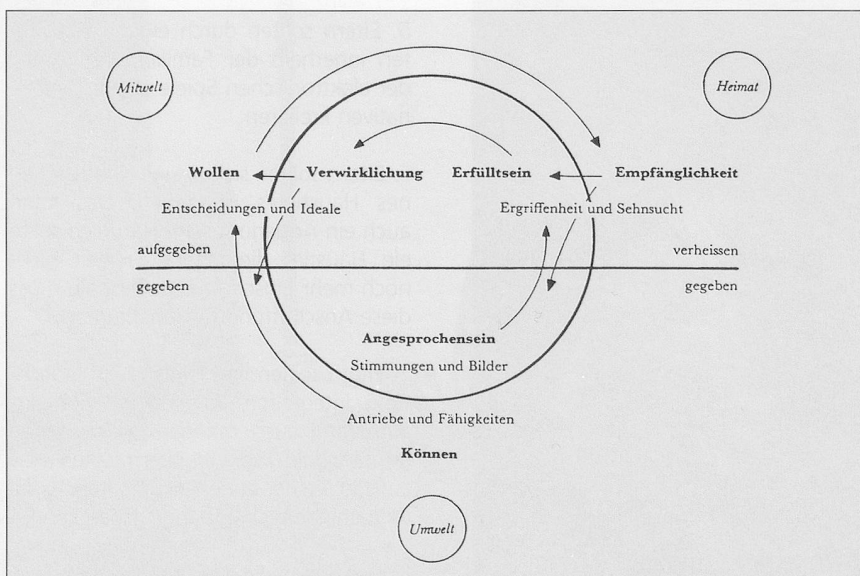 Mitwelt
Heimat
Wollen
Verwirklichung
Erfülltsein
Empfänglichkeit
Entscheidungen und Ideale
Ergriffenheit und Sehnsucht
aufgegeben
verheissen
gegeben
gegeben
Angesprochensein
Stimmungen und Bilder
Antriebe und Fähigkeiten
Können
Umwelt